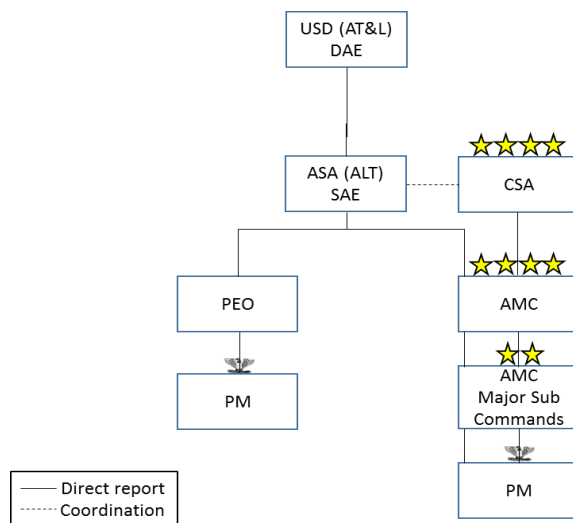 USD (AT&L)
DAE
ASA (ALT)
SAE
CSA
PEO
AMC
PM
AMC
Major Sub
Commands
PM
Direct report
Coordination